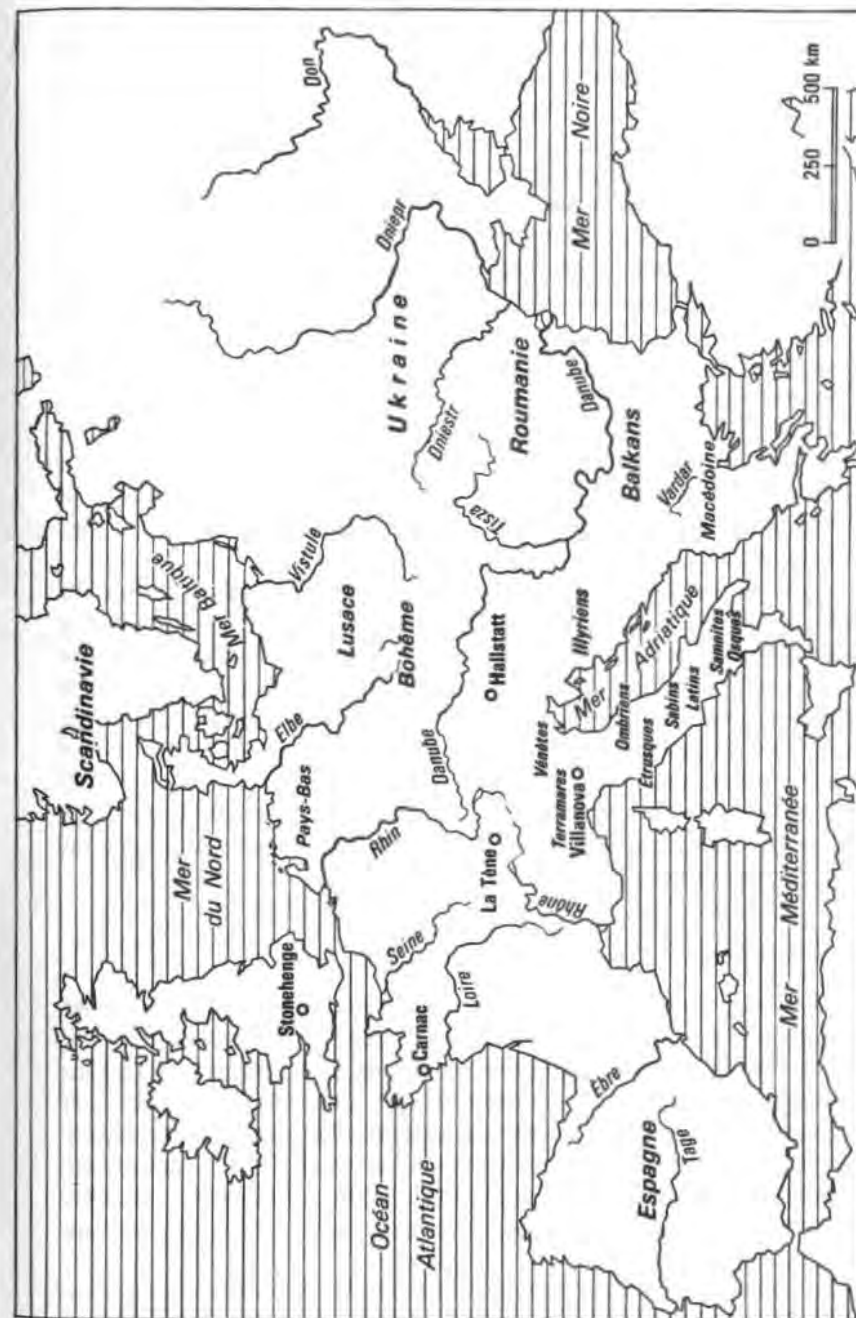 Scandinavie
Mer Baltique
Mer
du Nord
Don
Dniepr
Ukraine
Vistule
Elbe
Pays-Bas
Lusace
Stonehenge
Rhin
Bohême
Dniestr
Tisza
Roumanie
Danube
Mer Noire
Océan
Atlantique
Seine
Carnac
Loire
La Tène
Danube
Hallstatt
Rhône
Vénètes
Terramares
Villanova
Illyriens
Balkans
Vardar
Macédoine
Mer Adriatique
Ombriens
Étrusques
Sabins
Latins
Samnites
Osques
Èbre
Espagne
Tage
Mer Méditerranée
0 250 500 km